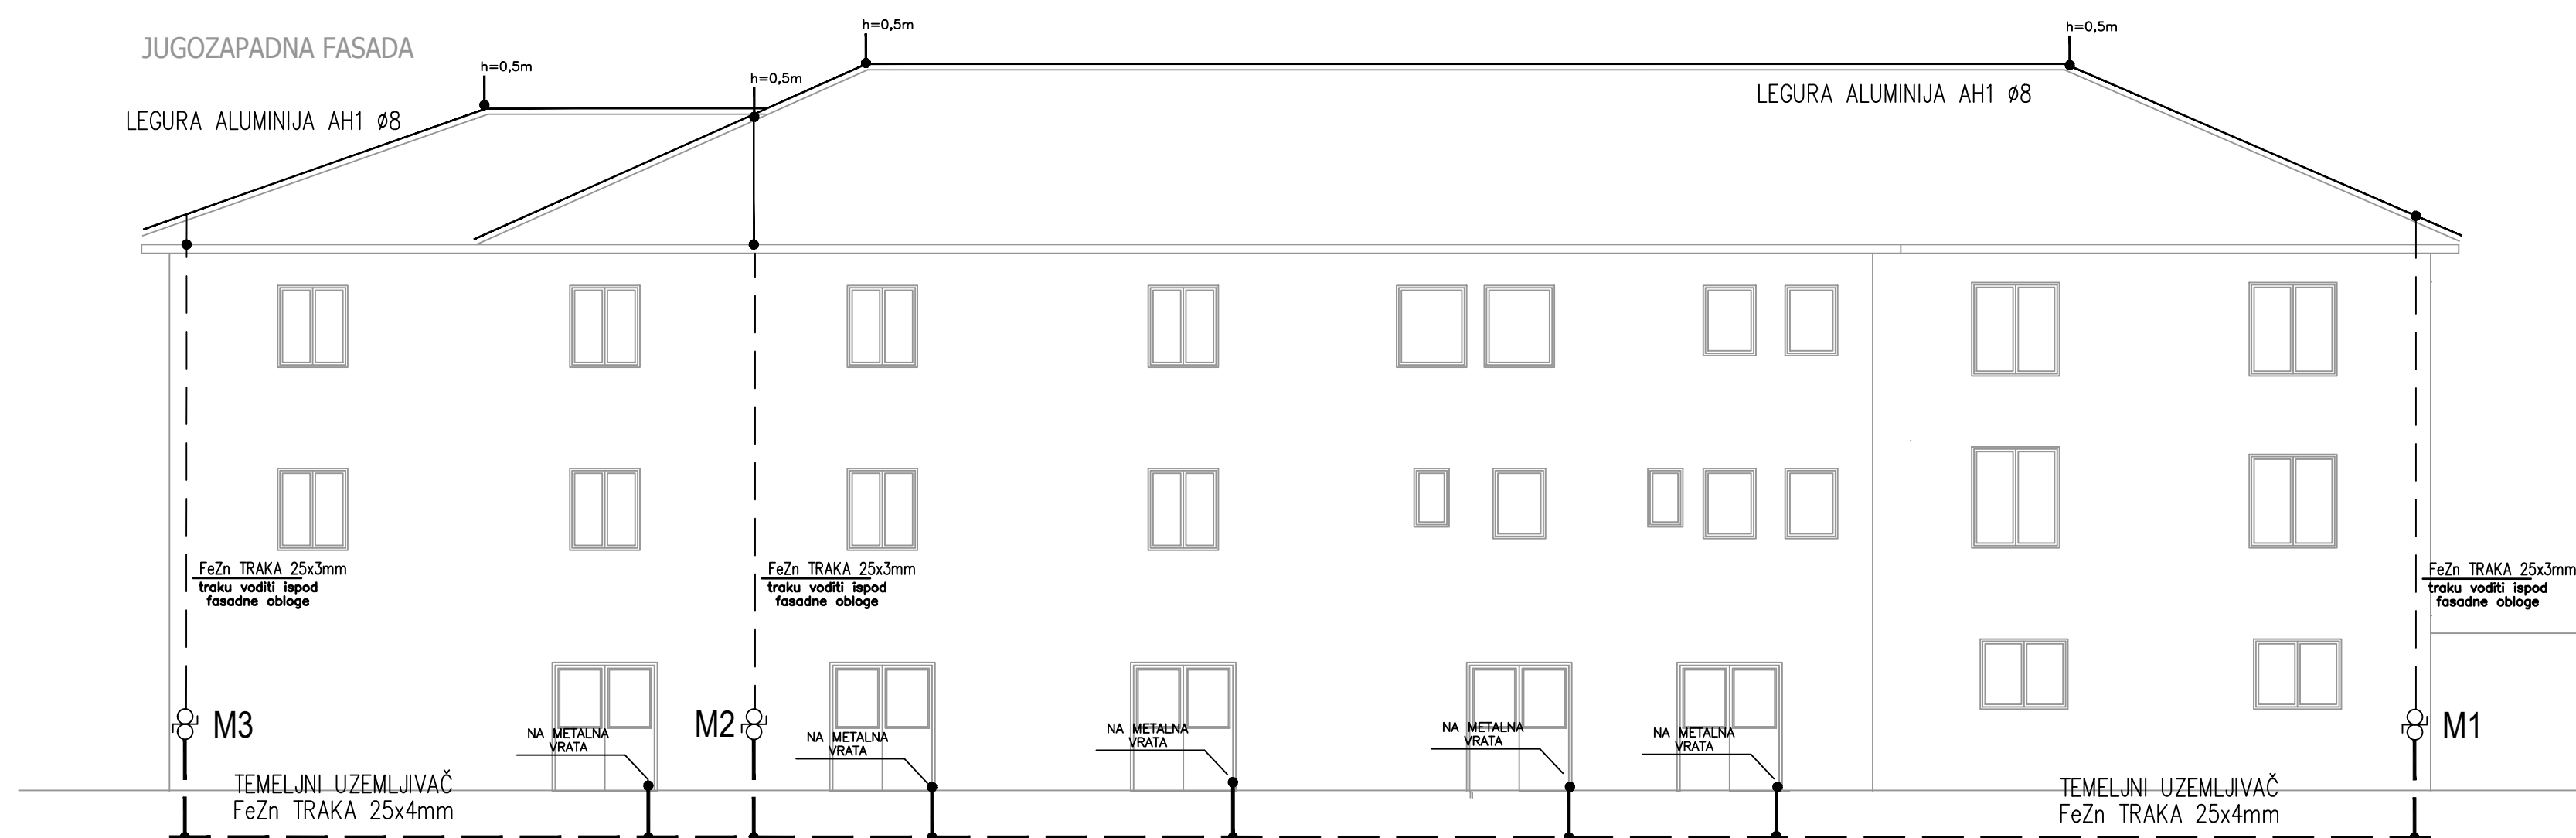 JUGOZAPADNA FASADA
h=0,5m
h=0,5m
h=0,5m
h=0,5m
LEGURA ALUMINIJA AH1 ø8
LEGURA ALUMINIJA AH1 ø8
FeZn TRAKA 25x3mm
traku voditi ispod
fasadne obloge
FeZn TRAKA 25x3mm
traku voditi ispod
fasadne obloge
FeZn TRAKA 25x3mm
traku voditi ispod
fasadne obloge
M3
M2
M1
NA METALNA
VRATA
NA METALNA
VRATA
NA METALNA
VRATA
NA METALNA
VRATA
NA METALNA
VRATA
TEMELJNI UZEMLJIVAČ
FeZn TRAKA 25x4mm
TEMELJNI UZEMLJIVAČ
FeZn TRAKA 25x4mm